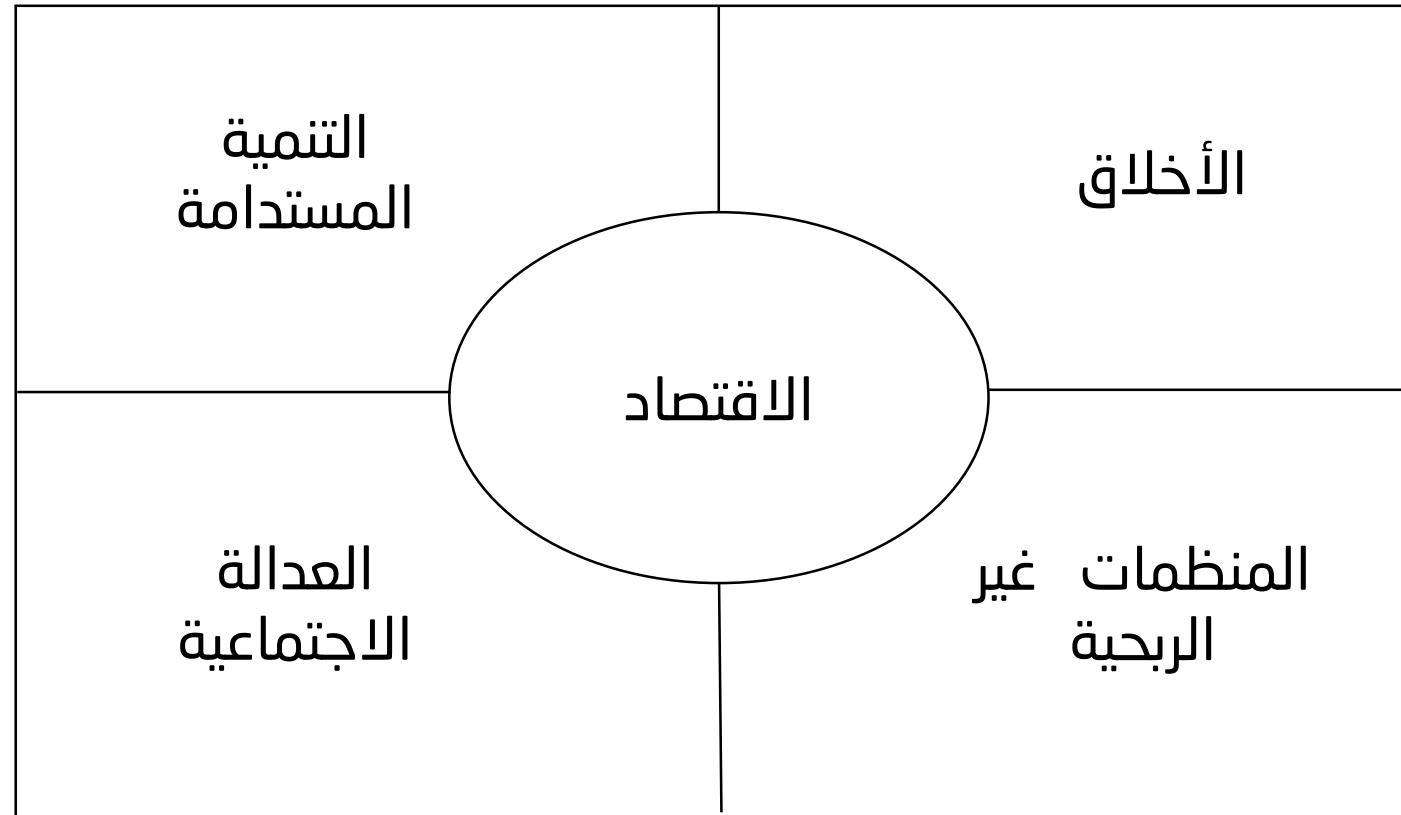 الأخلاق
التنمية
المستدامة
الاقتصاد
المنظمات غير
الربحية
العدالة
الاجتماعية